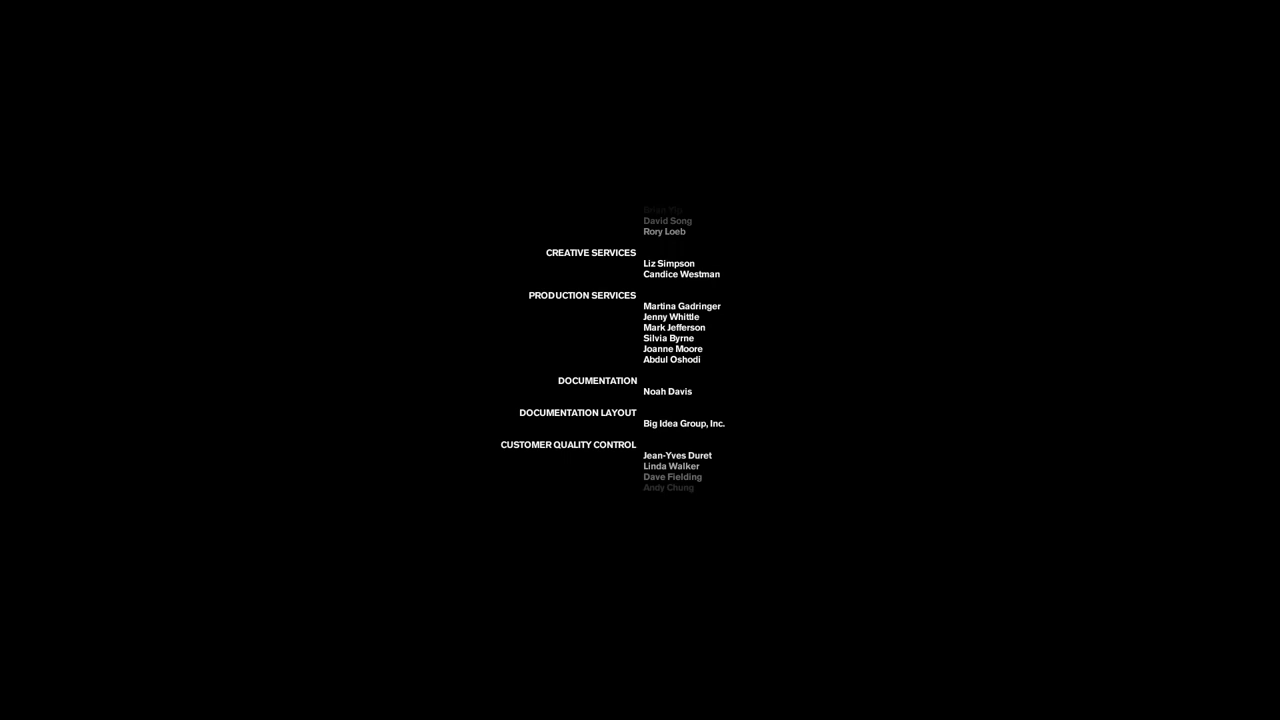 Brian Yip
David Song
Rory Loeb
CREATIVE SERVICES
Liz Simpson
Candice Westman
PRODUCTION SERVICES
Martina Gadringer
Jenny Whittle
Mark Jefferson
Silvia Byrne
Joanne Moore
Abdul Oshodi
DOCUMENTATION
Noah Davis
DOCUMENTATION LAYOUT
Big Idea Group, Inc.
CUSTOMER QUALITY CONTROL
Jean-Yves Duret
Linda Walker
Dave Fielding
Andy Chung